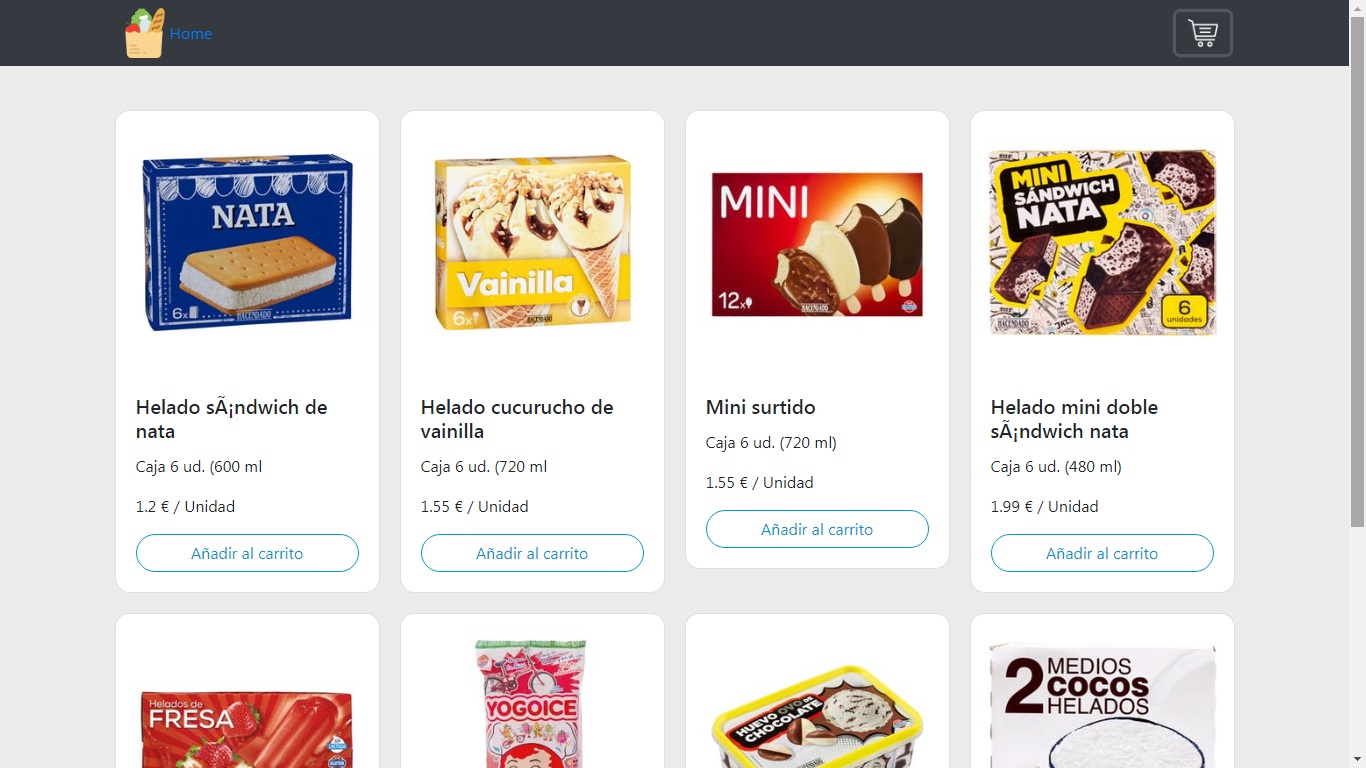 Home
NATA
6x
HACENDADO
Vainilla
6x
HACENDADO
MINI
12x
HACENDADO
MINI
SÁNDWICH
NATA
HACENDADO
6
unidades
Helado sÃ¡ndwich de
nata
Caja 6 ud. (600 ml
1.2 € / Unidad
Añadir al carrito
Helado cucurucho de
vainilla
Caja 6 ud. (720 ml
1.55 € / Unidad
Añadir al carrito
Mini surtido
Caja 6 ud. (720 ml)
1.55 € / Unidad
Añadir al carrito
Helado mini doble
sÃ¡ndwich nata
Caja 6 ud. (480 ml)
1.99 € / Unidad
Añadir al carrito
Helados de
FRESA
YOGOICE
HUEVO OVO DE
CHOCOLATE
HACENDADO
2 MEDIOS
COCOS
HELADOS